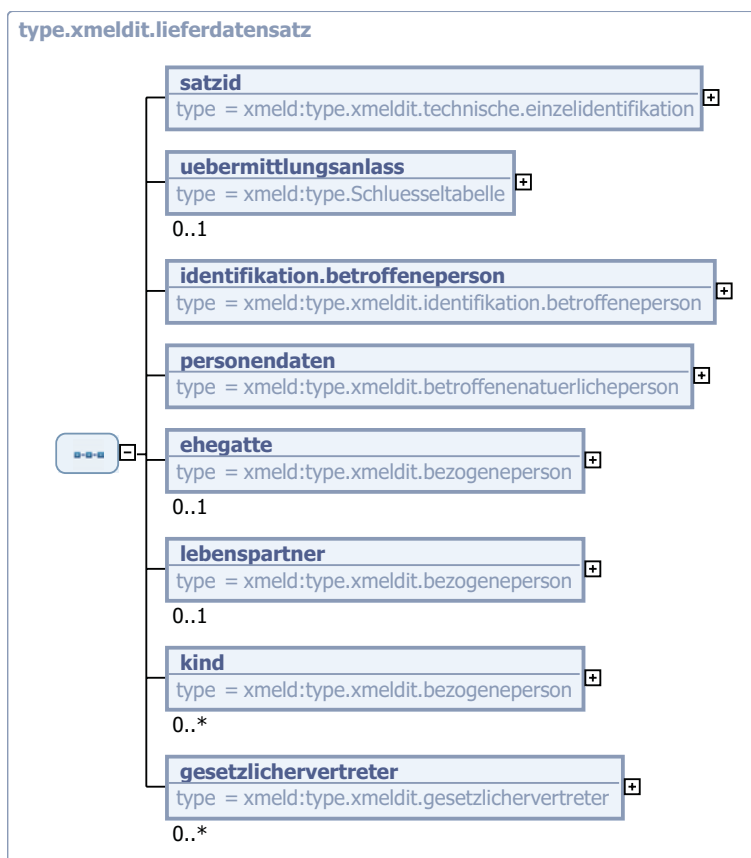 type.xmeldit.lieferdatensatz
satzid
type = xmeld:type.xmeldit.technische.einzelidentifikation
uebermittlungsanlass
type = xmeld:type.Schluesseltabelle
0..1
identifikation.betroffeneperson
type = xmeld:type.xmeldit.identifikation.betroffeneperson
personendaten
type = xmeld:type.xmeldit.betroffenenatuerlicheperson
ehegatte
type = xmeld:type.xmeldit.bezogeneperson
0..1
lebenspartner
type = xmeld:type.xmeldit.bezogeneperson
0..1
kind
type = xmeld:type.xmeldit.bezogeneperson
0..*
gesetzlichervertreter
type = xmeld:type.xmeldit.gesetzlichervertreter
0..*